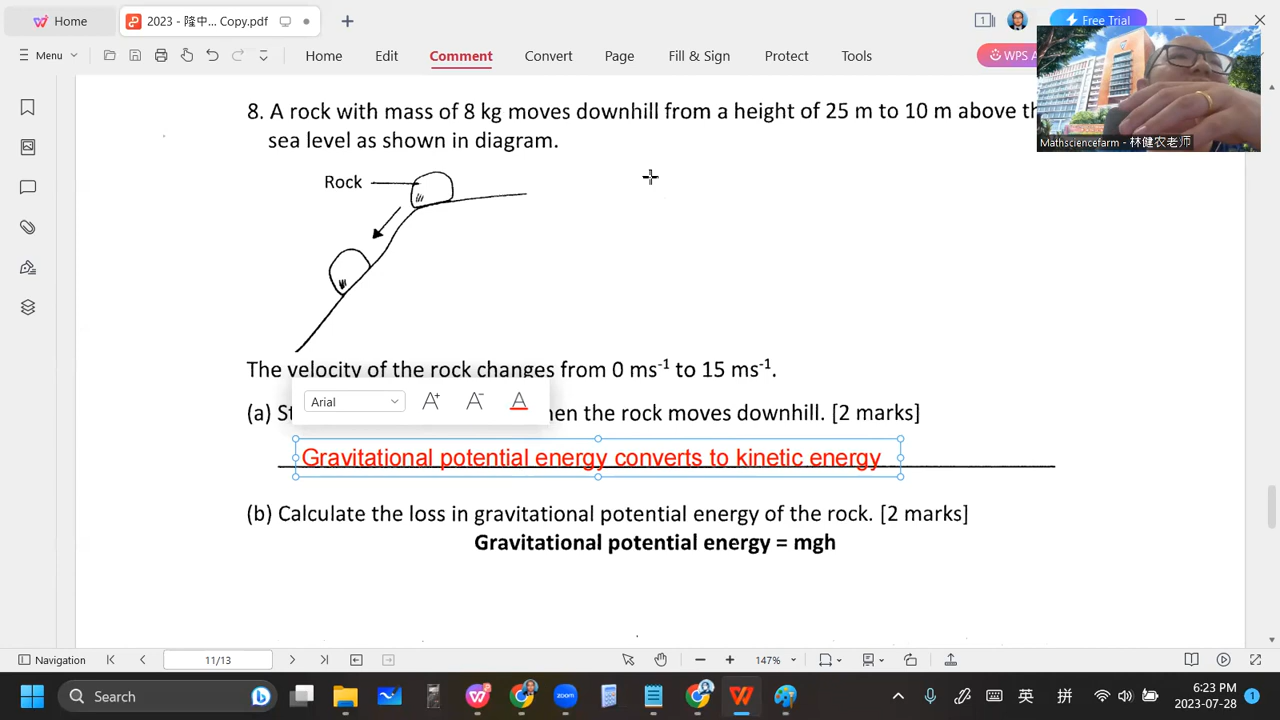 Home
2023 - 隆中... Copy.pdf
1
Free Trial
Menu
Home
Edit
Comment
Convert
Page
Fill & Sign
Protect
Tools
WPS A
Mathsciencefarm - 林健农老师
8. A rock with mass of 8 kg moves downhill from a height of 25 m to 10 m above
sea level as shown in diagram.
Rock
The velocity of the rock changes from 0 ms⁻¹ to 15 ms⁻¹.
Arial
A⁺
A⁻
A
(a) St
hen the rock moves downhill. [2 marks]
Gravitational potential energy converts to kinetic energy
(b) Calculate the loss in gravitational potential energy of the rock. [2 marks]
Gravitational potential energy = mgh
Navigation
11/13
147%
Search
英
拼
6:23 PM
2023-07-28
1